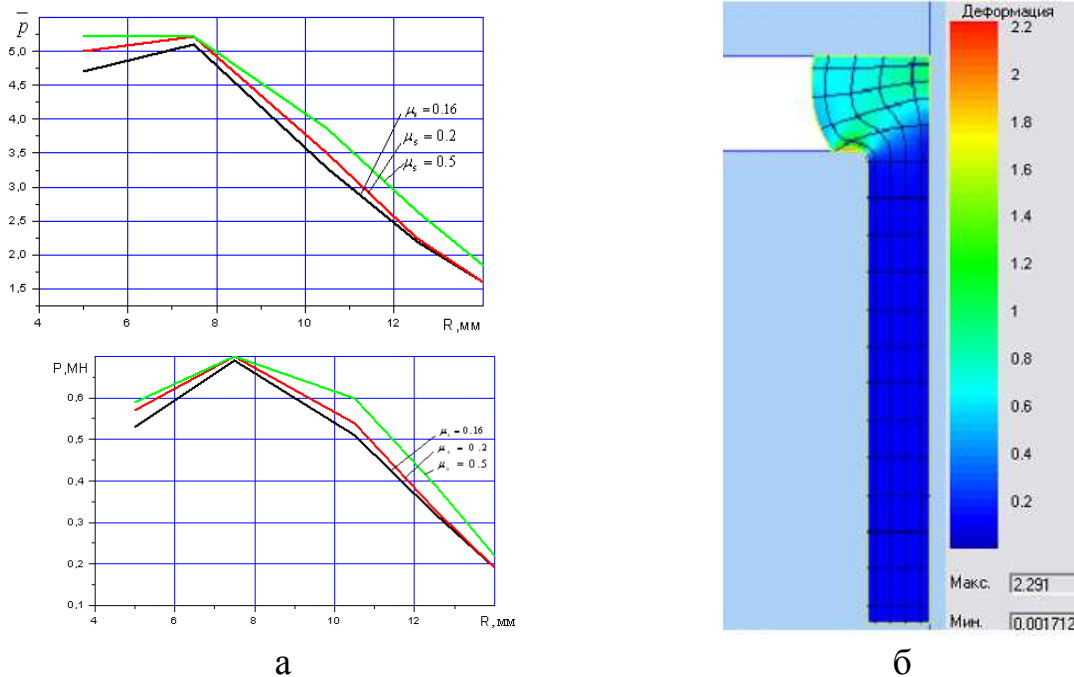 p
5,0
4,5
4,0
3,5
3,0
2,5
2,0
1,5
μs = 0.16
μs = 0.2
μs = 0.5
4 6 8 10 12 R ,мм
P,МН
0,6
0,5
0,4
0,3
0,2
0,1
μs = 0.16
μs = 0.2
μs = 0.5
4 6 8 10 12 R ,мм
а
Деформация
2.2
2
1.8
1.6
1.4
1.2
1
0.8
0.6
0.4
0.2
Макс. 2.291
Мин. 0.001712
б